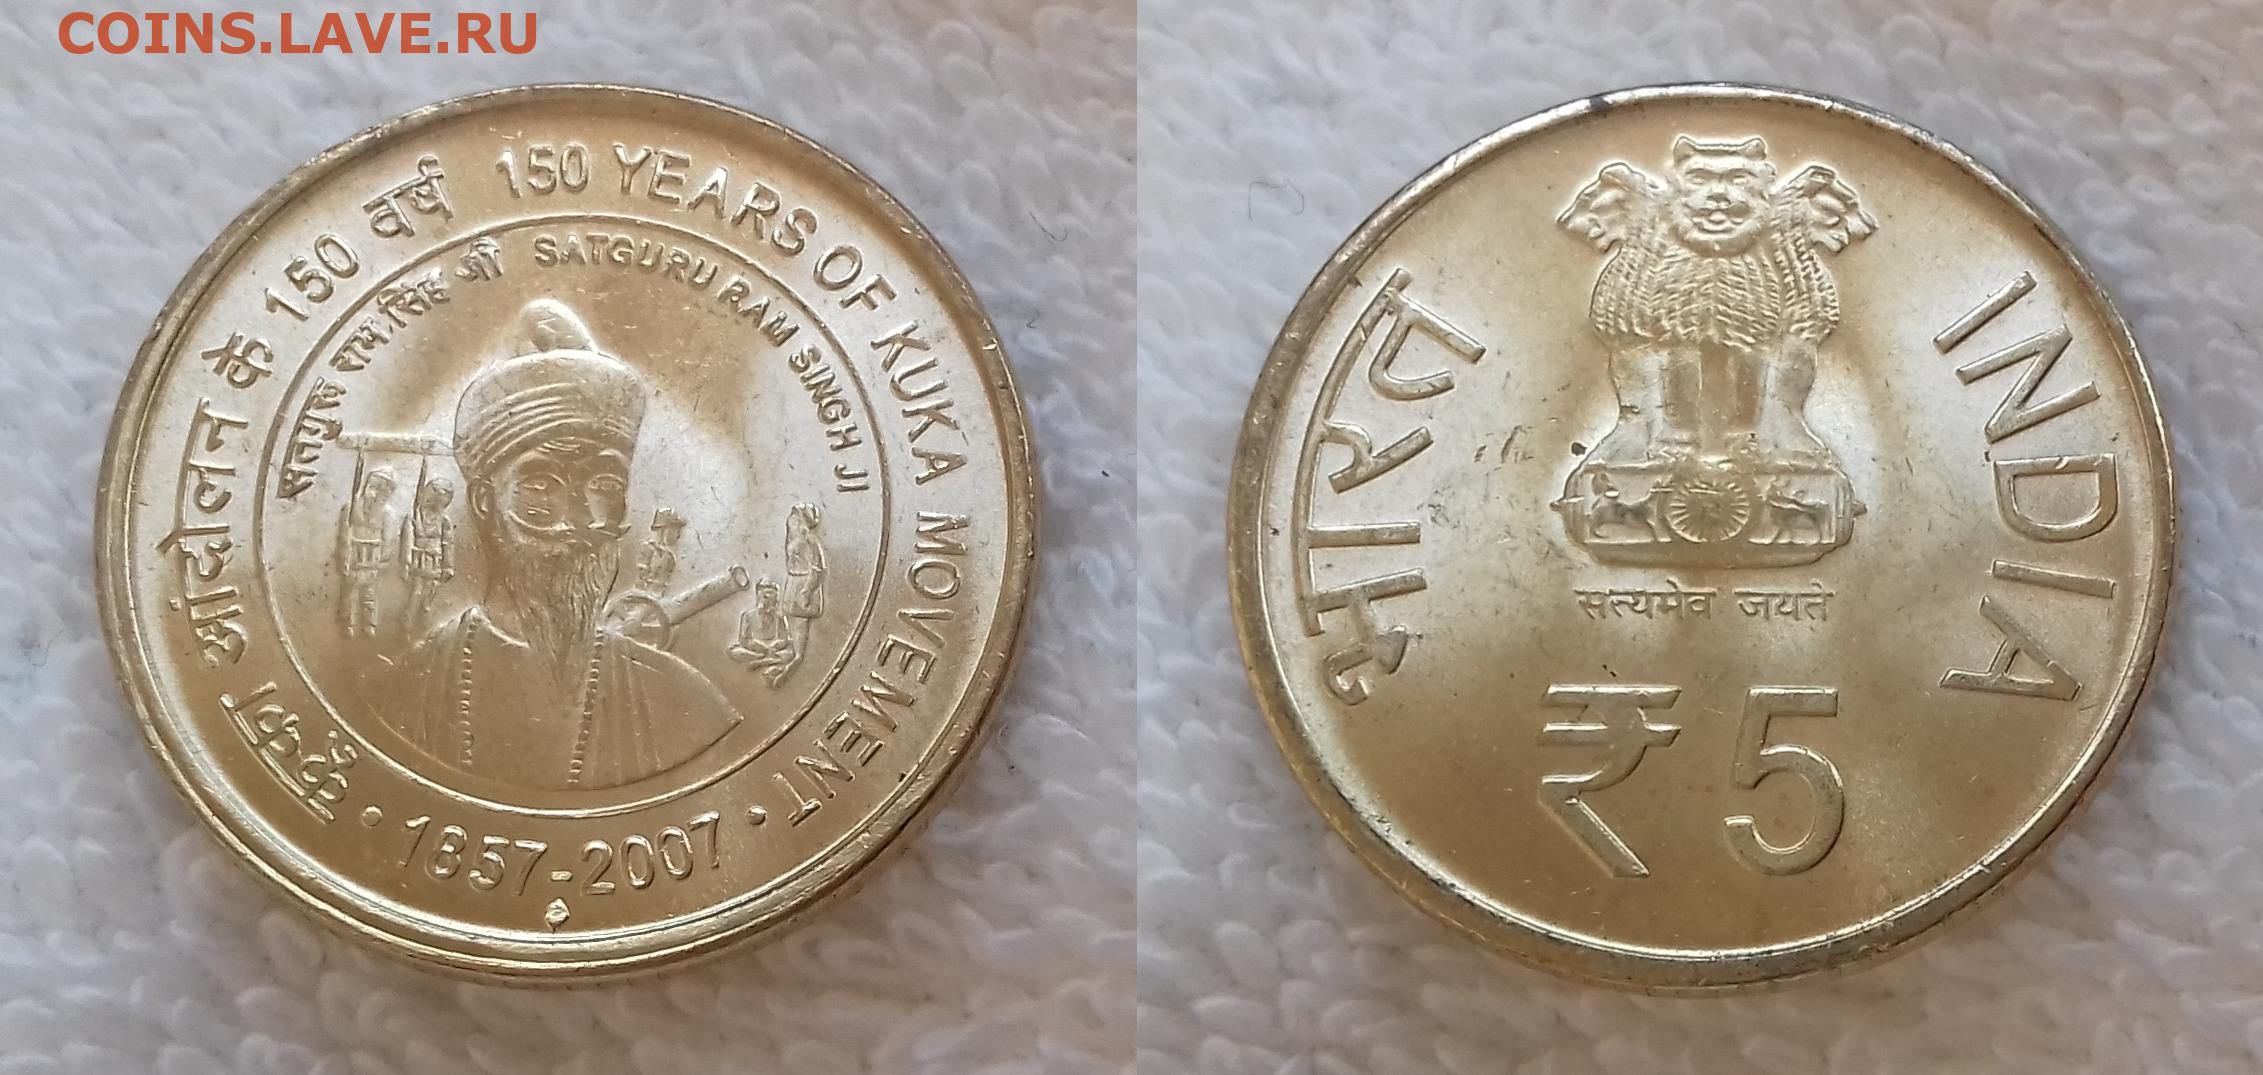 COINS.LAVE.RU
कूका आंदोलन के 150 वर्ष 150 YEARS OF KUKA MOVEMENT
सतगुरु राम सिंह जी SATGURU RAM SINGH JI
1857-2007
भारत
INDIA
सत्यमेव जयते
₹ 5